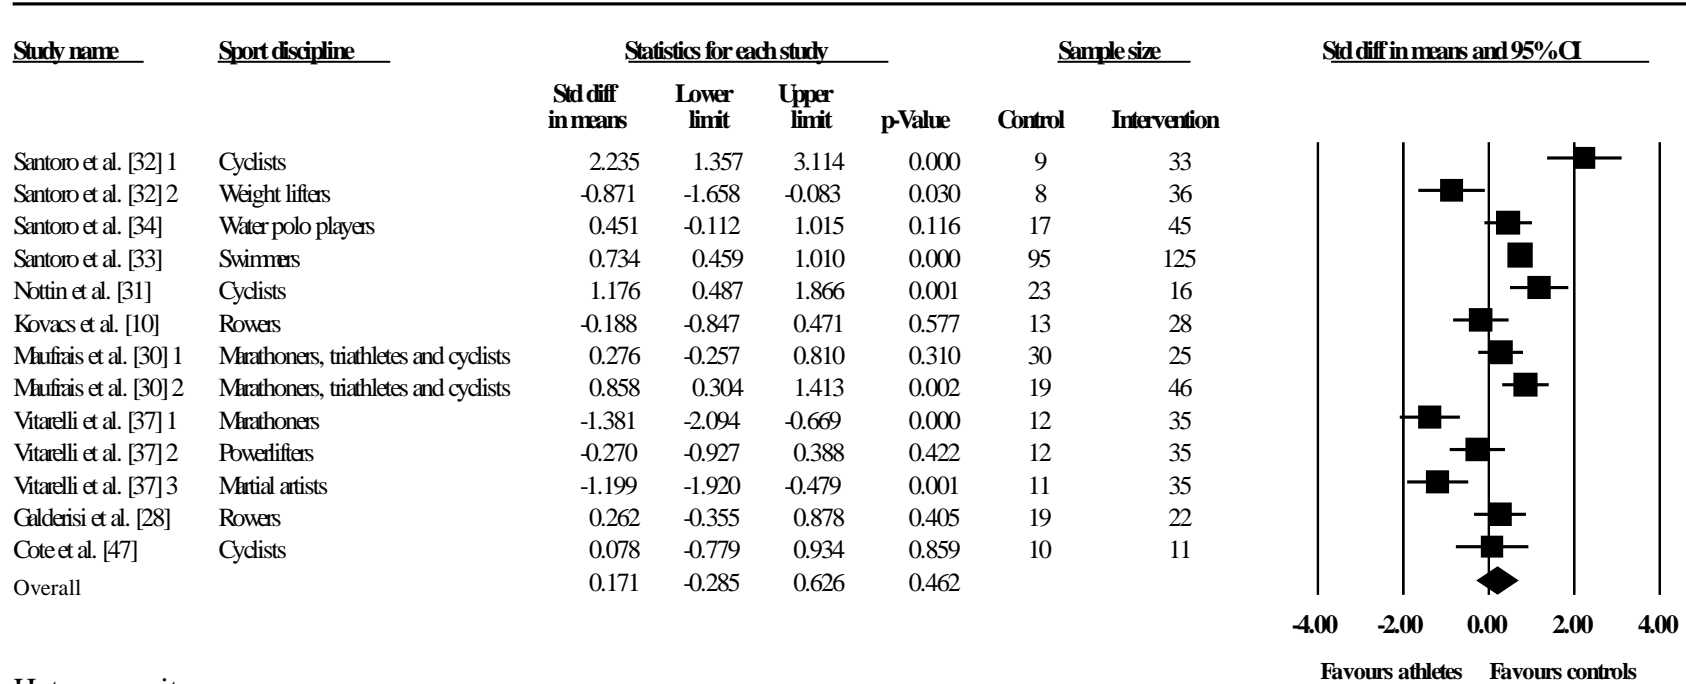 Study name Sport discipline Statistics for each study Sample size Std diff in means and 95% CI
Std diff in means Lower limit Upper limit p-Value Control Intervention
Santoro et al. [32] 1 Cyclists 2.235 1.357 3.114 0.000 9 33
Santoro et al. [32] 2 Weight lifters -0.871 -1.658 -0.083 0.030 8 36
Santoro et al. [34] Water polo players 0.451 -0.112 1.015 0.116 17 45
Santoro et al. [33] Swimmers 0.734 0.459 1.010 0.000 95 125
Nottin et al. [31] Cyclists 1.176 0.487 1.866 0.001 23 16
Kovacs et al. [10] Rowers -0.188 -0.847 0.471 0.577 13 28
Maufrais et al. [30] 1 Marathoners, triathletes and cyclists 0.276 -0.257 0.810 0.310 30 25
Maufrais et al. [30] 2 Marathoners, triathletes and cyclists 0.858 0.304 1.413 0.002 19 46
Vitarelli et al. [37] 1 Marathoners -1.381 -2.094 -0.669 0.000 12 35
Vitarelli et al. [37] 2 Powerlifters -0.270 -0.927 0.388 0.422 12 35
Vitarelli et al. [37] 3 Martial artists -1.199 -1.920 -0.479 0.001 11 35
Galderisi et al. [28] Rowers 0.262 -0.355 0.878 0.405 19 22
Cote et al. [47] Cyclists 0.078 -0.779 0.934 0.859 10 11
Overall 0.171 -0.285 0.626 0.462
-4.00 -2.00 0.00 2.00 4.00
Favours athletes Favours controls